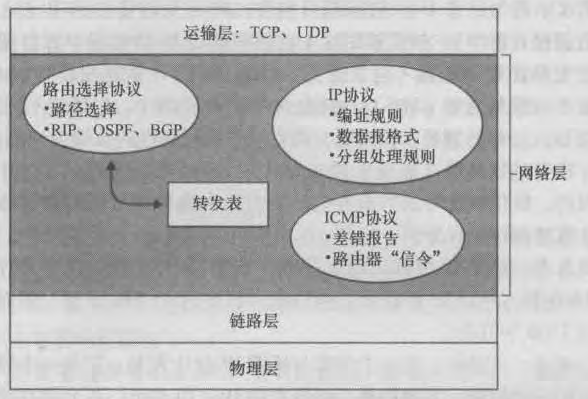 运输层：TCP、UDP
路由选择协议
•路径选择
•RIP、OSPF、BGP
IP协议
•编址规则
•数据报格式
•分组处理规则
网络层
转发表
ICMP协议
•差错报告
•路由器“信令”
链路层
物理层